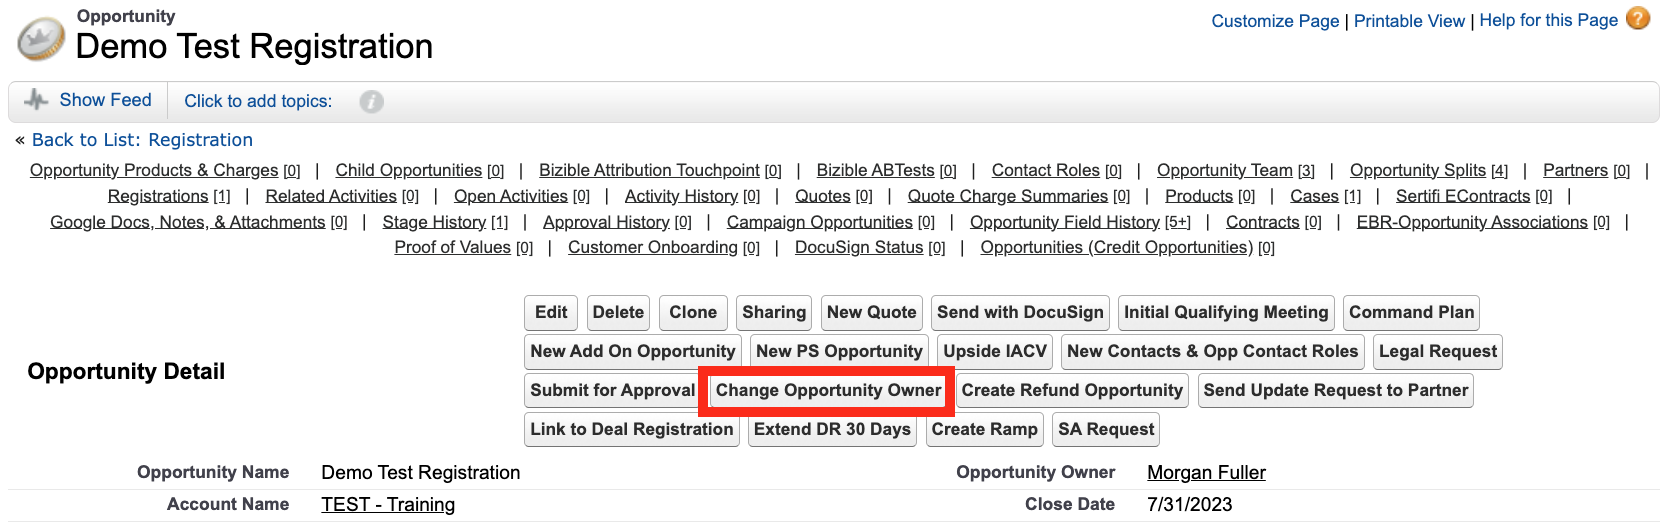 Opportunity
Demo Test Registration
Customize Page | Printable View | Help for this Page ?
Show Feed Click to add topics: i
« Back to List: Registration
Opportunity Products & Charges [0] | Child Opportunities [0] | Bizible Attribution Touchpoint [0] | Bizible ABTests [0] | Contact Roles [0] | Opportunity Team [3] | Opportunity Splits [4] | Partners [0] |
Registrations [1] | Related Activities [0] | Open Activities [0] | Activity History [0] | Quotes [0] | Quote Charge Summaries [0] | Products [0] | Cases [1] | Sertifi EContracts [0] |
Google Docs, Notes, & Attachments [0] | Stage History [1] | Approval History [0] | Campaign Opportunities [0] | Opportunity Field History [5+] | Contracts [0] | EBR-Opportunity Associations [0] |
Proof of Values [0] | Customer Onboarding [0] | DocuSign Status [0] | Opportunities (Credit Opportunities) [0]
Opportunity Detail
Edit Delete Clone Sharing New Quote Send with DocuSign Initial Qualifying Meeting Command Plan
New Add On Opportunity New PS Opportunity Upside IACV New Contacts & Opp Contact Roles Legal Request
Submit for Approval Change Opportunity Owner Create Refund Opportunity Send Update Request to Partner
Link to Deal Registration Extend DR 30 Days Create Ramp SA Request
Opportunity Name Demo Test Registration Opportunity Owner Morgan Fuller
Account Name TEST - Training Close Date 7/31/2023